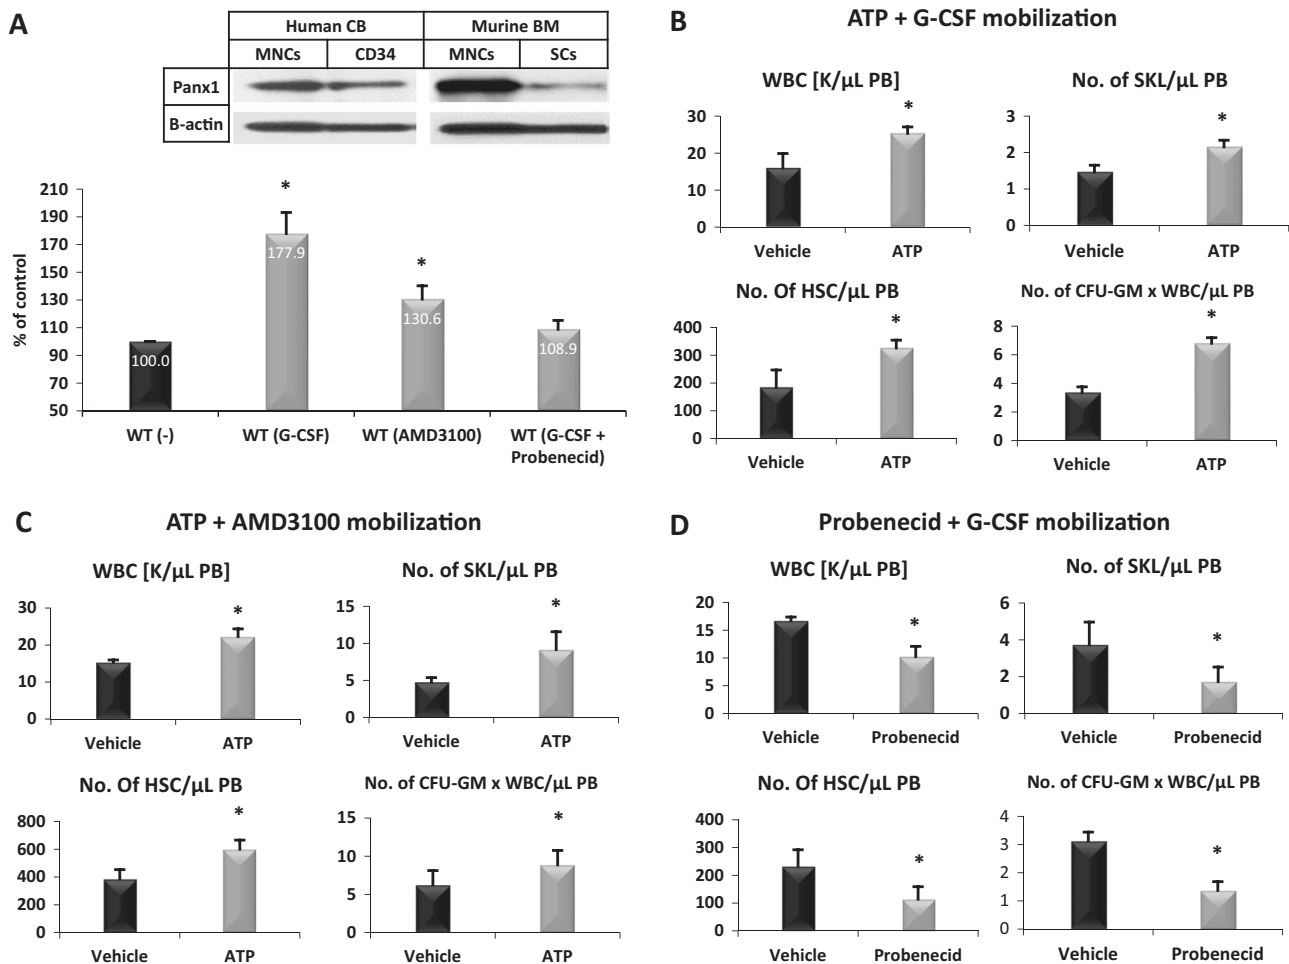 A
Human CB Murine BM
MNCs CD34 MNCs SCs
Panx1
B-actin
% of control
210
190
170
150
130
110
90
70
50
*
*
100.0
177.9
130.6
108.9
WT (-) WT (G-CSF) WT (AMD3100) WT (G-CSF +
Probenecid)
B
ATP + G-CSF mobilization
WBC [K/µL PB]
30
20
10
0
*
Vehicle ATP
No. of SKL/µL PB
3
2
1
0
*
Vehicle ATP
No. Of HSC/µL PB
400
300
200
100
0
*
Vehicle ATP
No. of CFU-GM x WBC/µL PB
8
6
4
2
0
*
Vehicle ATP
C
ATP + AMD3100 mobilization
WBC [K/µL PB]
30
20
10
0
*
Vehicle ATP
No. of SKL/µL PB
15
10
5
0
*
Vehicle ATP
No. Of HSC/µL PB
800
600
400
200
0
*
Vehicle ATP
No. of CFU-GM x WBC/µL PB
15
10
5
0
*
Vehicle ATP
D
Probenecid + G-CSF mobilization
WBC [K/µL PB]
20
15
10
5
0
*
Vehicle Probenecid
No. of SKL/µL PB
6
4
2
0
*
Vehicle Probenecid
No. Of HSC/µL PB
400
300
200
100
0
*
Vehicle Probenecid
No. of CFU-GM x WBC/µL PB
4
3
2
1
0
*
Vehicle Probenecid